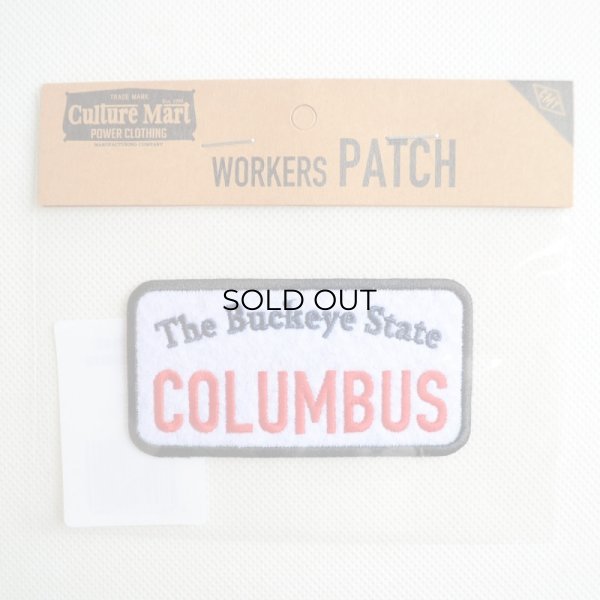 TRADE MARK
Culture Mart
POWER CLOTHING
MANUFACTURING COMPANY
WORKERS PATCH
SOLD OUT
The Buckeye State
COLUMBUS